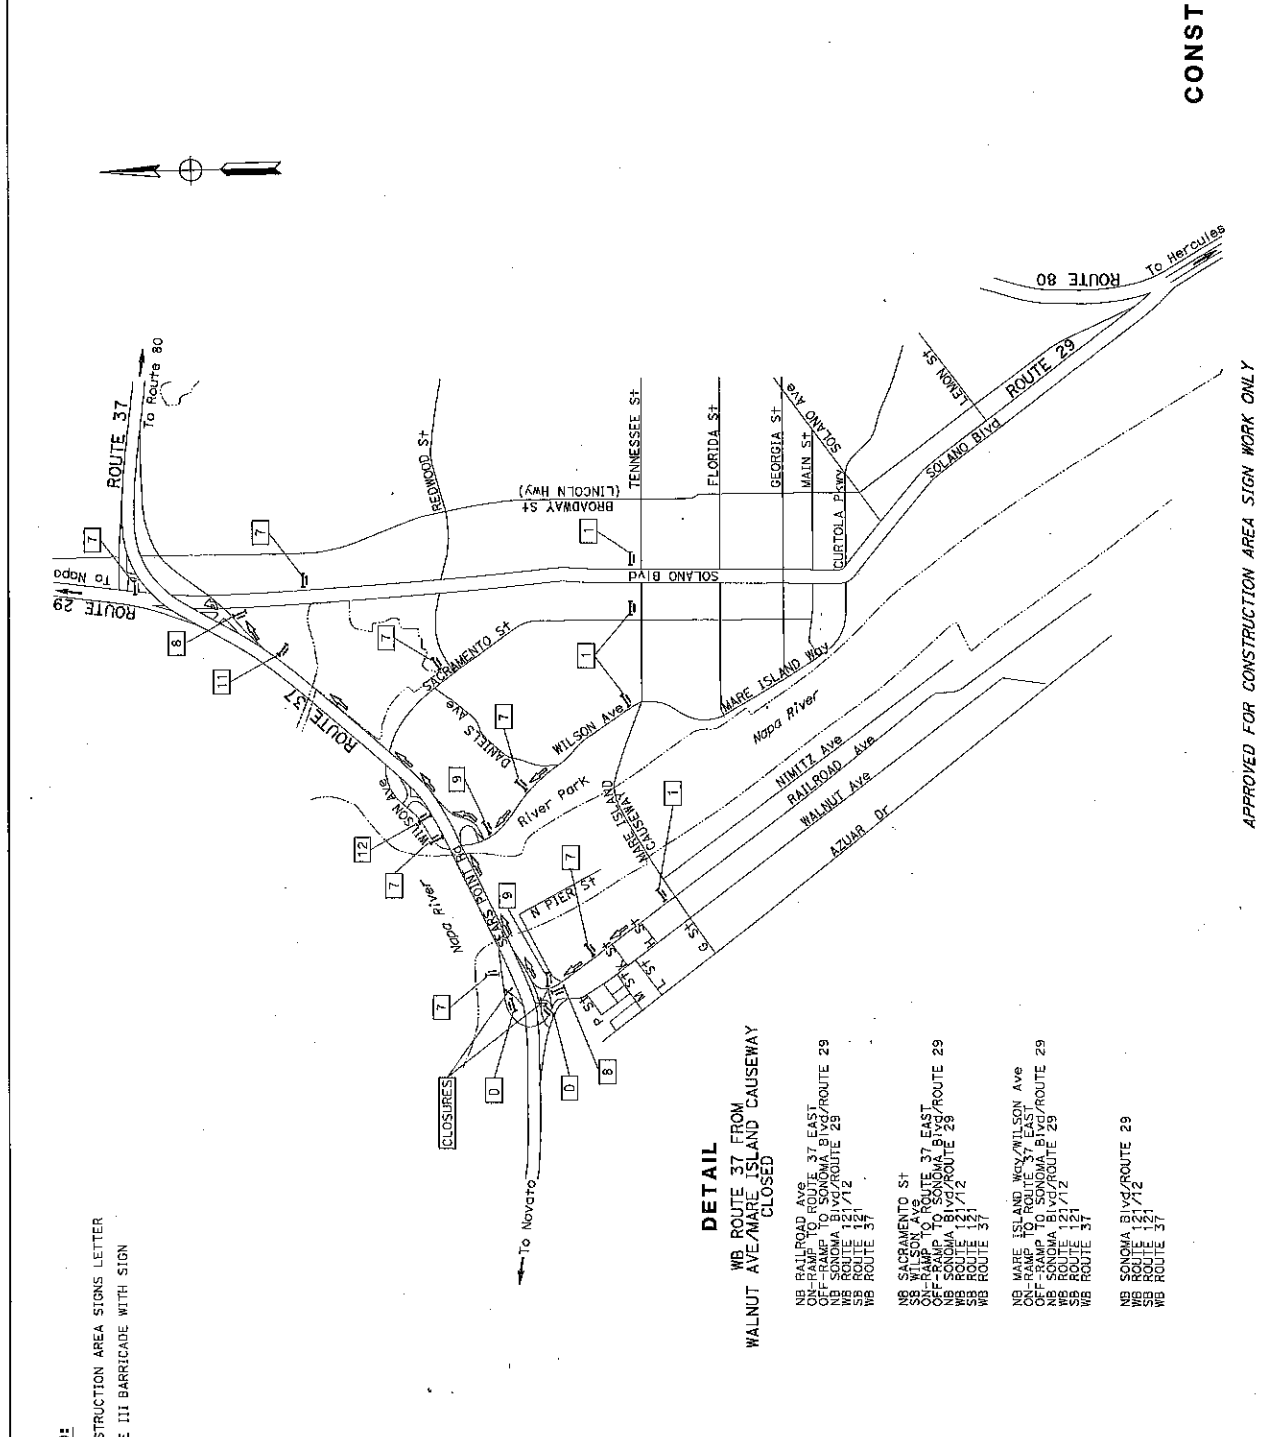 CONST
APPROVED FOR CONSTRUCTION AREA SIGN WORK ONLY
STRUCTION AREA SIGNS LETTER
E III BARRICADE WITH SIGN
ROUTE 37
To Route 80
To Napa
ROUTE 29
7
7
8
11
ROUTE 37
REDWOOD St
BROADWAY St
(LINCOLN Hwy)
TENNESSEE St
FLORIDA St
GEORGIA St
MAIN St
SOLANO Ave
CURTOLA PKWY
LEMON St
ROUTE 29
ROUTE 80
To Hercules
SOLANO Blvd
SOLANO Blvd
1
1
7
SACRAMENTO St
DANIELS Ave
WILSON Ave
7
MARE ISLAND Way
Napa River
WILSON Ave
12
7
9
River Park
MARE ISLAND
CAUSEWAY
1
NIMITZ Ave
RAILROAD Ave
WALNUT Ave
AZUAR Dr
SEARS POINT Rd
Napa River
9
N PIER St
7
7
G St
H St
K St
L St
M St
P St
CLOSURES
D
D
8
To Novato
DETAIL
WB ROUTE 37 FROM
WALNUT AVE/MARE ISLAND CAUSEWAY
CLOSED
NB RAILROAD Ave
ON-RAMP TO ROUTE 37 EAST
OFF-RAMP TO SONOMA Blvd/ROUTE 29
NB SONOMA Blvd/ROUTE 29
WB ROUTE 121/12
SB ROUTE 121
WB ROUTE 37
NB SACRAMENTO St
SB WILSON Ave
ON-RAMP TO ROUTE 37 EAST
OFF-RAMP TO SONOMA Blvd/ROUTE 29
NB SONOMA Blvd/ROUTE 29
WB ROUTE 121/12
SB ROUTE 121
WB ROUTE 37
NB MARE ISLAND Way/WILSON Ave
ON-RAMP TO ROUTE 37 EAST
OFF-RAMP TO SONOMA Blvd/ROUTE 29
NB SONOMA Blvd/ROUTE 29
WB ROUTE 121/12
SB ROUTE 121
WB ROUTE 37
NB SONOMA Blvd/ROUTE 29
WB ROUTE 121/12
SB ROUTE 121
WB ROUTE 37